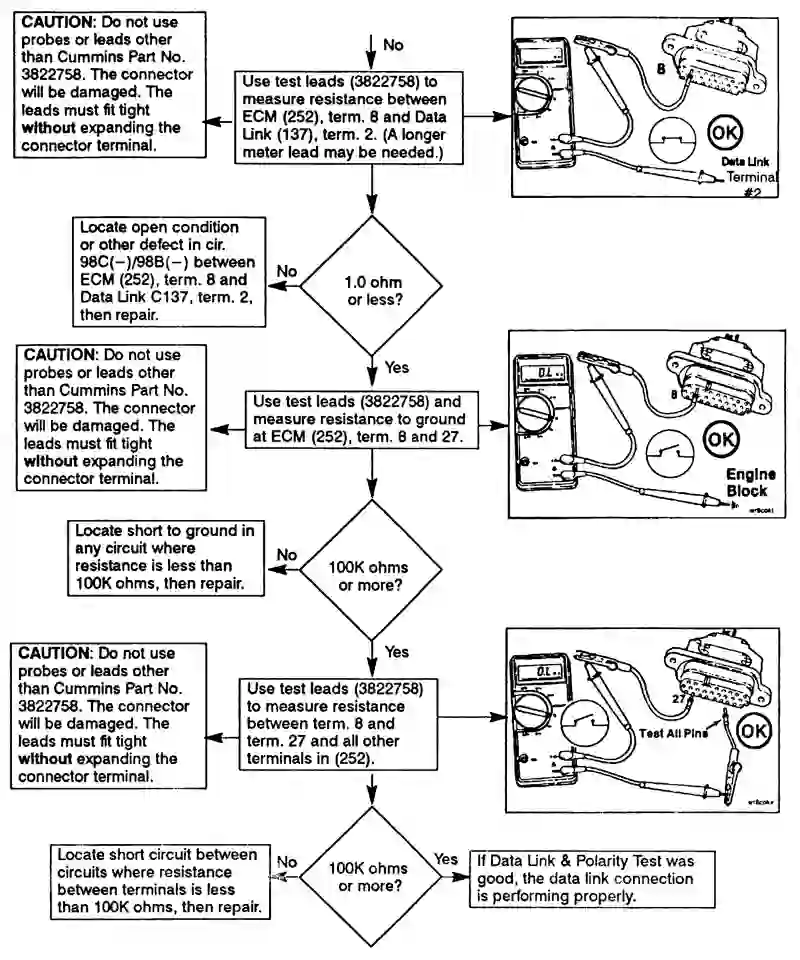 CAUTION: Do not use
probes or leads other
than Cummins Part No.
3822758. The connector
will be damaged. The
leads must fit tight
without expanding the
connector terminal.
No
Use test leads (3822758) to
measure resistance between
ECM (252), term. 8 and Data
Link (137), term. 2. (A longer
meter lead may be needed.)
8
OK
Data Link
Terminal
#2
Locate open condition
or other defect in cir.
98C(−)/98B(−) between
ECM (252), term. 8 and
Data Link C137, term. 2,
then repair.
No
1.0 ohm
or less?
Yes
CAUTION: Do not use
probes or leads other
than Cummins Part No.
3822758. The connector
will be damaged. The
leads must fit tight
without expanding the
connector terminal.
Use test leads (3822758) and
measure resistance to ground
at ECM (252), term. 8 and 27.
0.L
8
OK
Engine
Block
Locate short to ground in
any circuit where
resistance is less than
100K ohms, then repair.
No
100K ohms
or more?
Yes
CAUTION: Do not use
probes or leads other
than Cummins Part No.
3822758. The connector
will be damaged. The
leads must fit tight
without expanding the
connector terminal.
Use test leads (3822758)
to measure resistance
between term. 8 and
term. 27 and all other
terminals in (252).
0.L
27
Test All Pins
OK
Locate short circuit between
circuits where resistance
between terminals is less
than 100K ohms, then repair.
No
100K ohms
or more?
Yes
If Data Link & Polarity Test was
good, the data link connection
is performing properly.